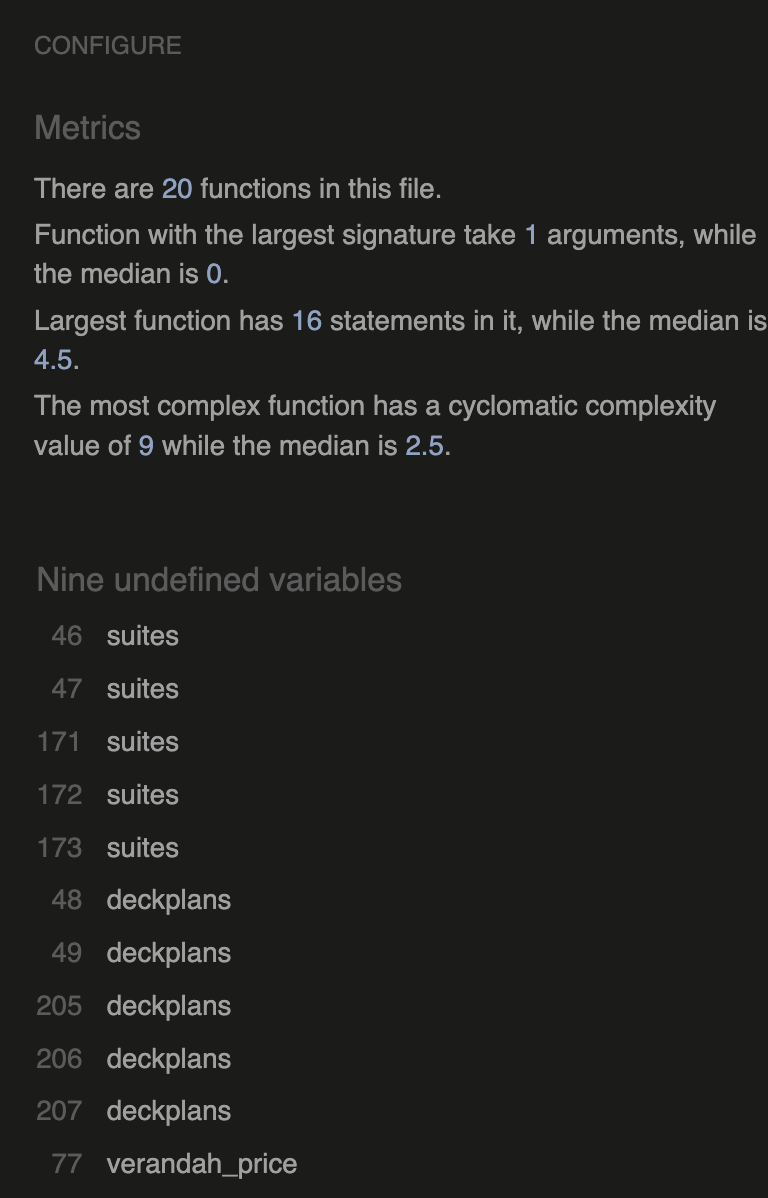 CONFIGURE
Metrics
There are 20 functions in this file.
Function with the largest signature take 1 arguments, while
the median is 0.
Largest function has 16 statements in it, while the median is
4.5.
The most complex function has a cyclomatic complexity
value of 9 while the median is 2.5.
Nine undefined variables
46 suites
47 suites
171 suites
172 suites
173 suites
48 deckplans
49 deckplans
205 deckplans
206 deckplans
207 deckplans
77 verandah_price